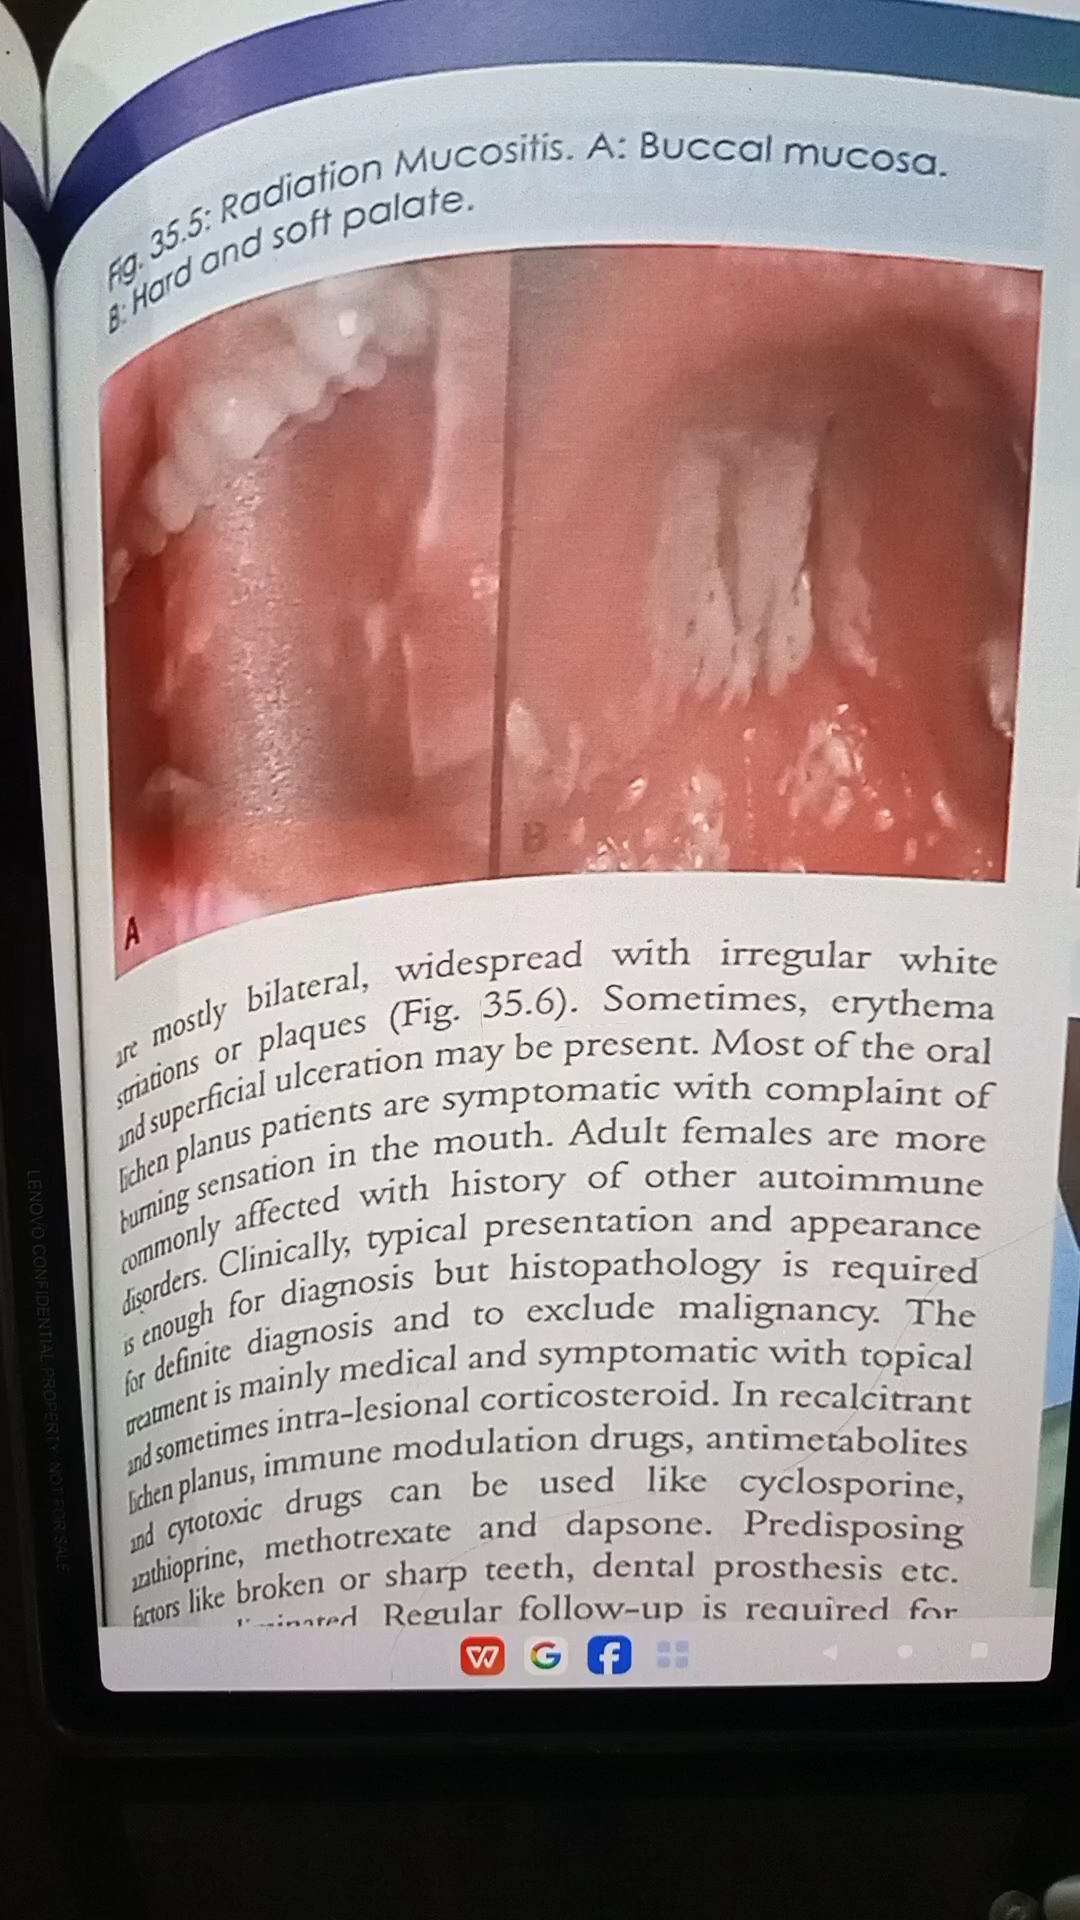 Fig. 35.5: Radiation Mucositis. A: Buccal mucosa.
B: Hard and soft palate.
B
A
are mostly bilateral, widespread with irregular white
striations or plaques (Fig. 35.6). Sometimes, erythema
and superficial ulceration may be present. Most of the oral
lichen planus patients are symptomatic with complaint of
burning sensation in the mouth. Adult females are more
commonly affected with history of other autoimmune
disorders. Clinically, typical presentation and appearance
is enough for diagnosis but histopathology is required
for definite diagnosis and to exclude malignancy. The
treatment is mainly medical and symptomatic with topical
and sometimes intra-lesional corticosteroid. In recalcitrant
lichen planus, immune modulation drugs, antimetabolites
and cytotoxic drugs can be used like cyclosporine,
azathioprine, methotrexate and dapsone. Predisposing
factors like broken or sharp teeth, dental prosthesis etc.
Regular follow-up is required for
LENOVO CONFIDENTIAL PROPERTY NOT FOR SALE